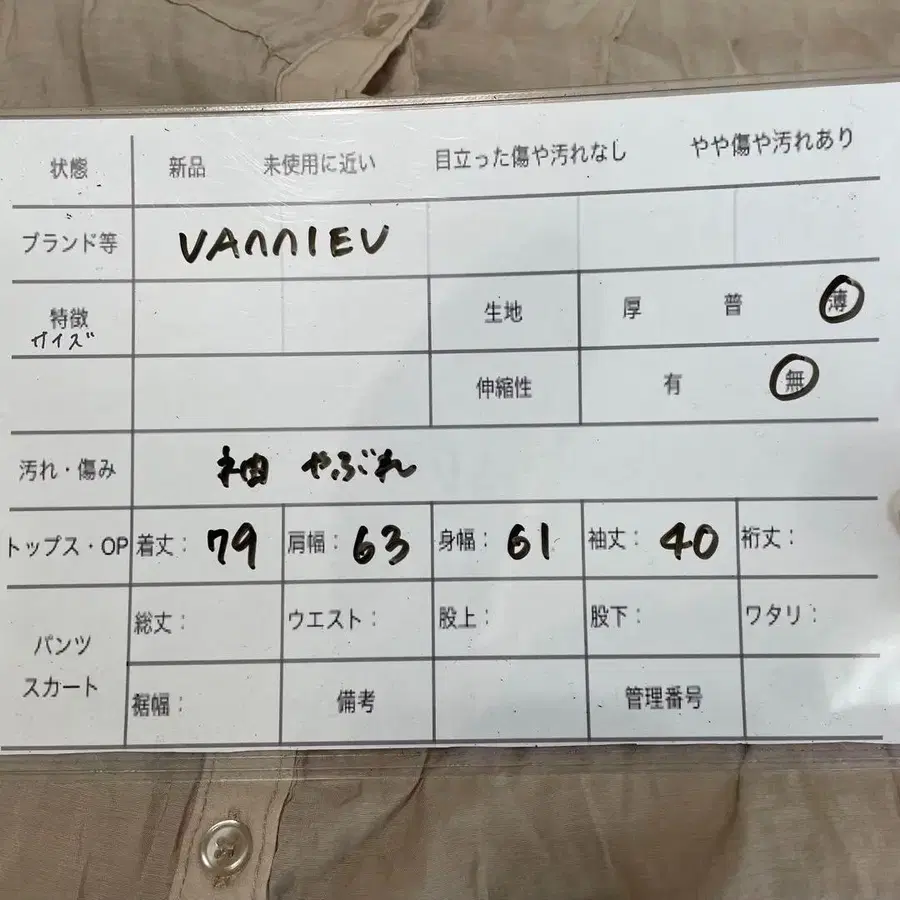 状態 新品 未使用に近い 目立った傷や汚れなし やや傷や汚れあり
ブランド等 VANNIEU
特徴 生地 厚 普 薄
サイズ
伸縮性 有 無
汚れ・傷み 袖 やぶれ
トップス・OP 着丈: 79 肩幅: 63 身幅: 61 袖丈: 40 裄丈:
パンツ 総丈: ウエスト: 股上: 股下: ワタリ:
スカート 裾幅: 備考 管理番号